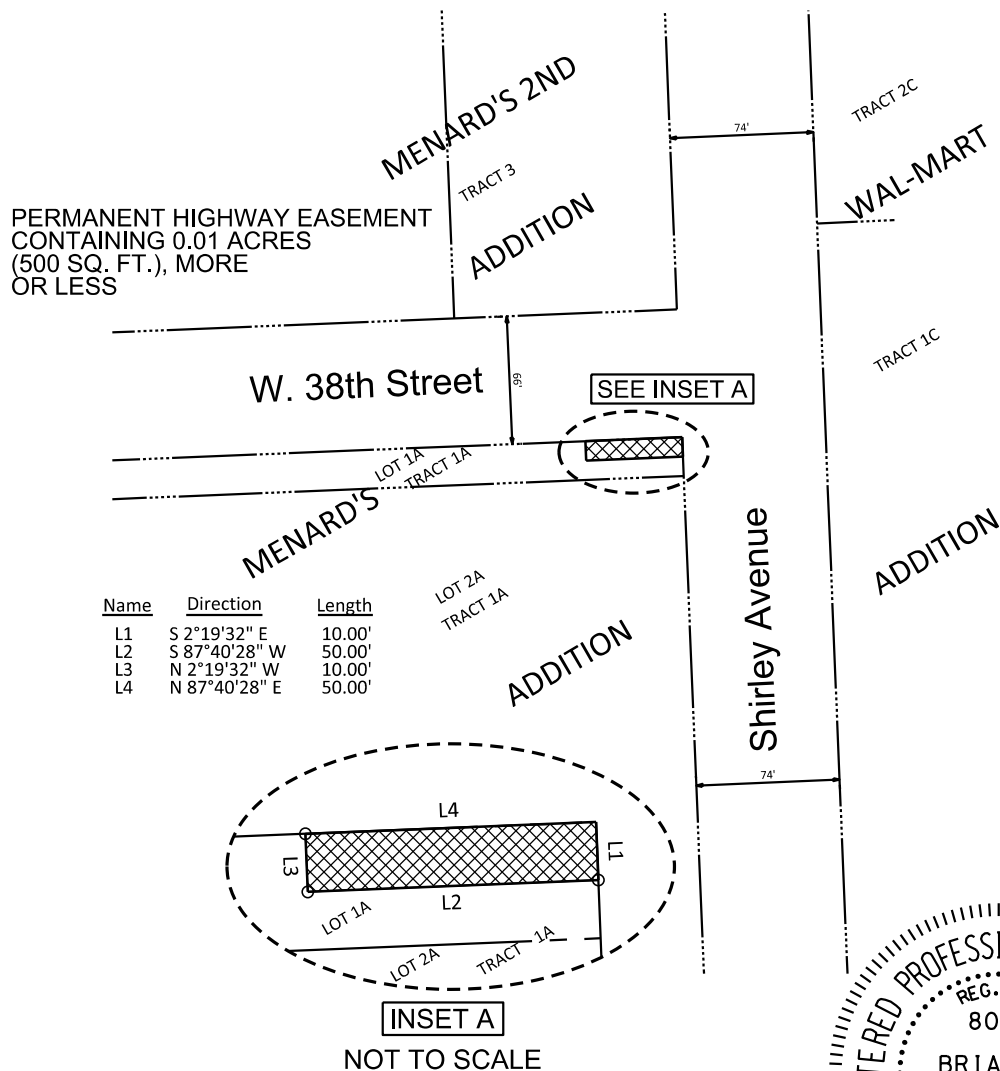 MENARD'S 2ND
TRACT 3
ADDITION
74'
TRACT 2C
WAL-MART
PERMANENT HIGHWAY EASEMENT
CONTAINING 0.01 ACRES
(500 SQ. FT.), MORE
OR LESS
TRACT 1C
W. 38th Street
66'
SEE INSET A
LOT 1A
TRACT 1A
MENARD'S
LOT 2A
TRACT 1A
ADDITION
Shirley Avenue
ADDITION
Name Direction Length
L1 S 2°19'32" E 10.00'
L2 S 87°40'28" W 50.00'
L3 N 2°19'32" W 10.00'
L4 N 87°40'28" E 50.00'
74'
L4
L3
L1
L2
LOT 1A
LOT 2A
TRACT 1A
INSET A
NOT TO SCALE
REG.
80